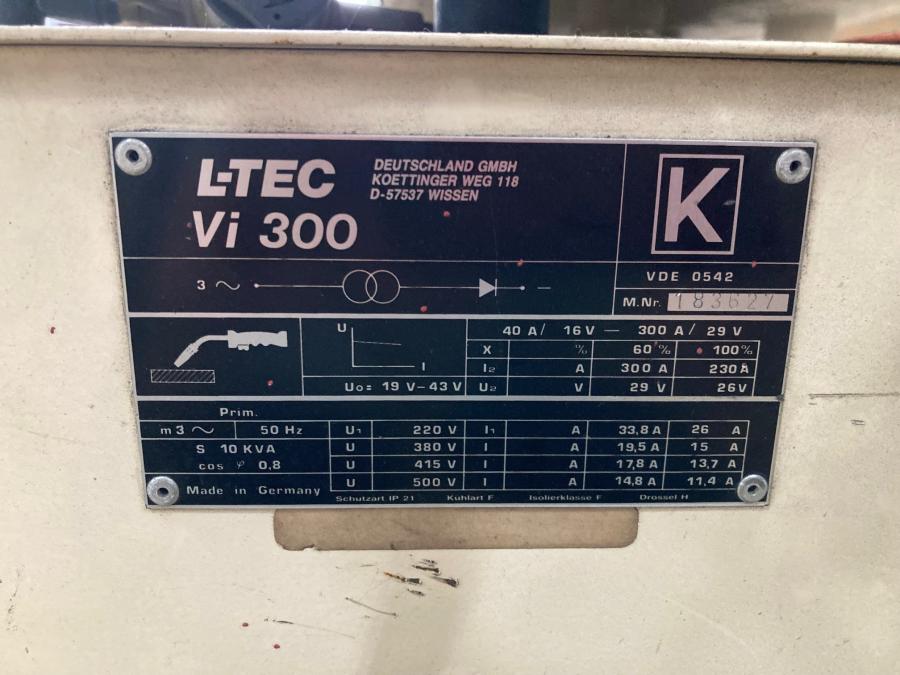 L-TEC
DEUTSCHLAND GMBH
KOETTINGER WEG 118
D-57537 WISSEN
Vi 300
K
3 ~ –
VDE 0542
M.Nr. 183627
U
I
Uo = 19 V–43 V
40 A/ 16 V — 300 A/ 29 V
X % 60 % 100%
I2 A 300 A 230A
U2 V 29 V 26V
Prim.
m 3 ~ 50 Hz
S 10 KVA
cos φ 0,8
U1 220 V I1 A 33,8 A 26 A
U 380 V I A 19,5 A 15 A
U 415 V I A 17,8 A 13,7 A
U 500 V I A 14,8 A 11,4 A
Made in Germany
Schutzart IP 21 Kühlart F Isolierklasse F Drossel H